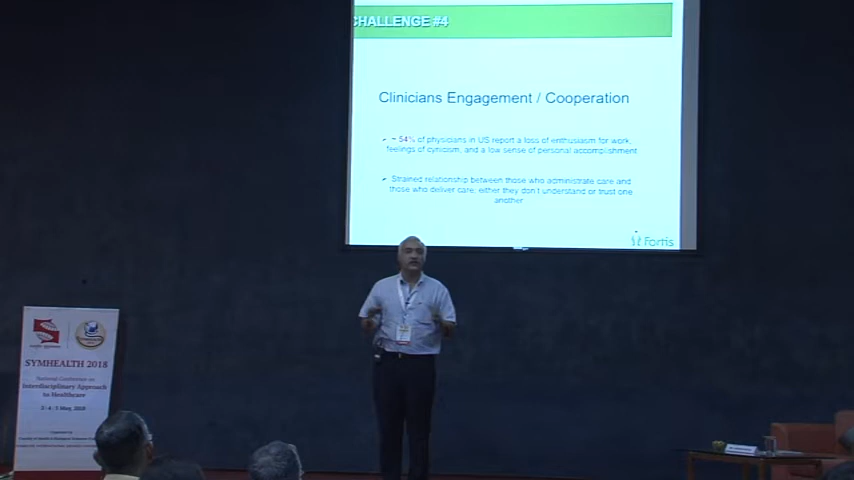 CHALLENGE #4
Clinicians Engagement / Cooperation
~ 54% of physicians in US report a loss of enthusiasm for work,
feelings of cynicism, and a low sense of personal accomplishment
Strained relationship between those who administrate care and
those who deliver care, either they don't understand or trust one
another
Fortis
SYMHEALTH 2018
National Conference on
Interdisciplinary Approach
to Healthcare